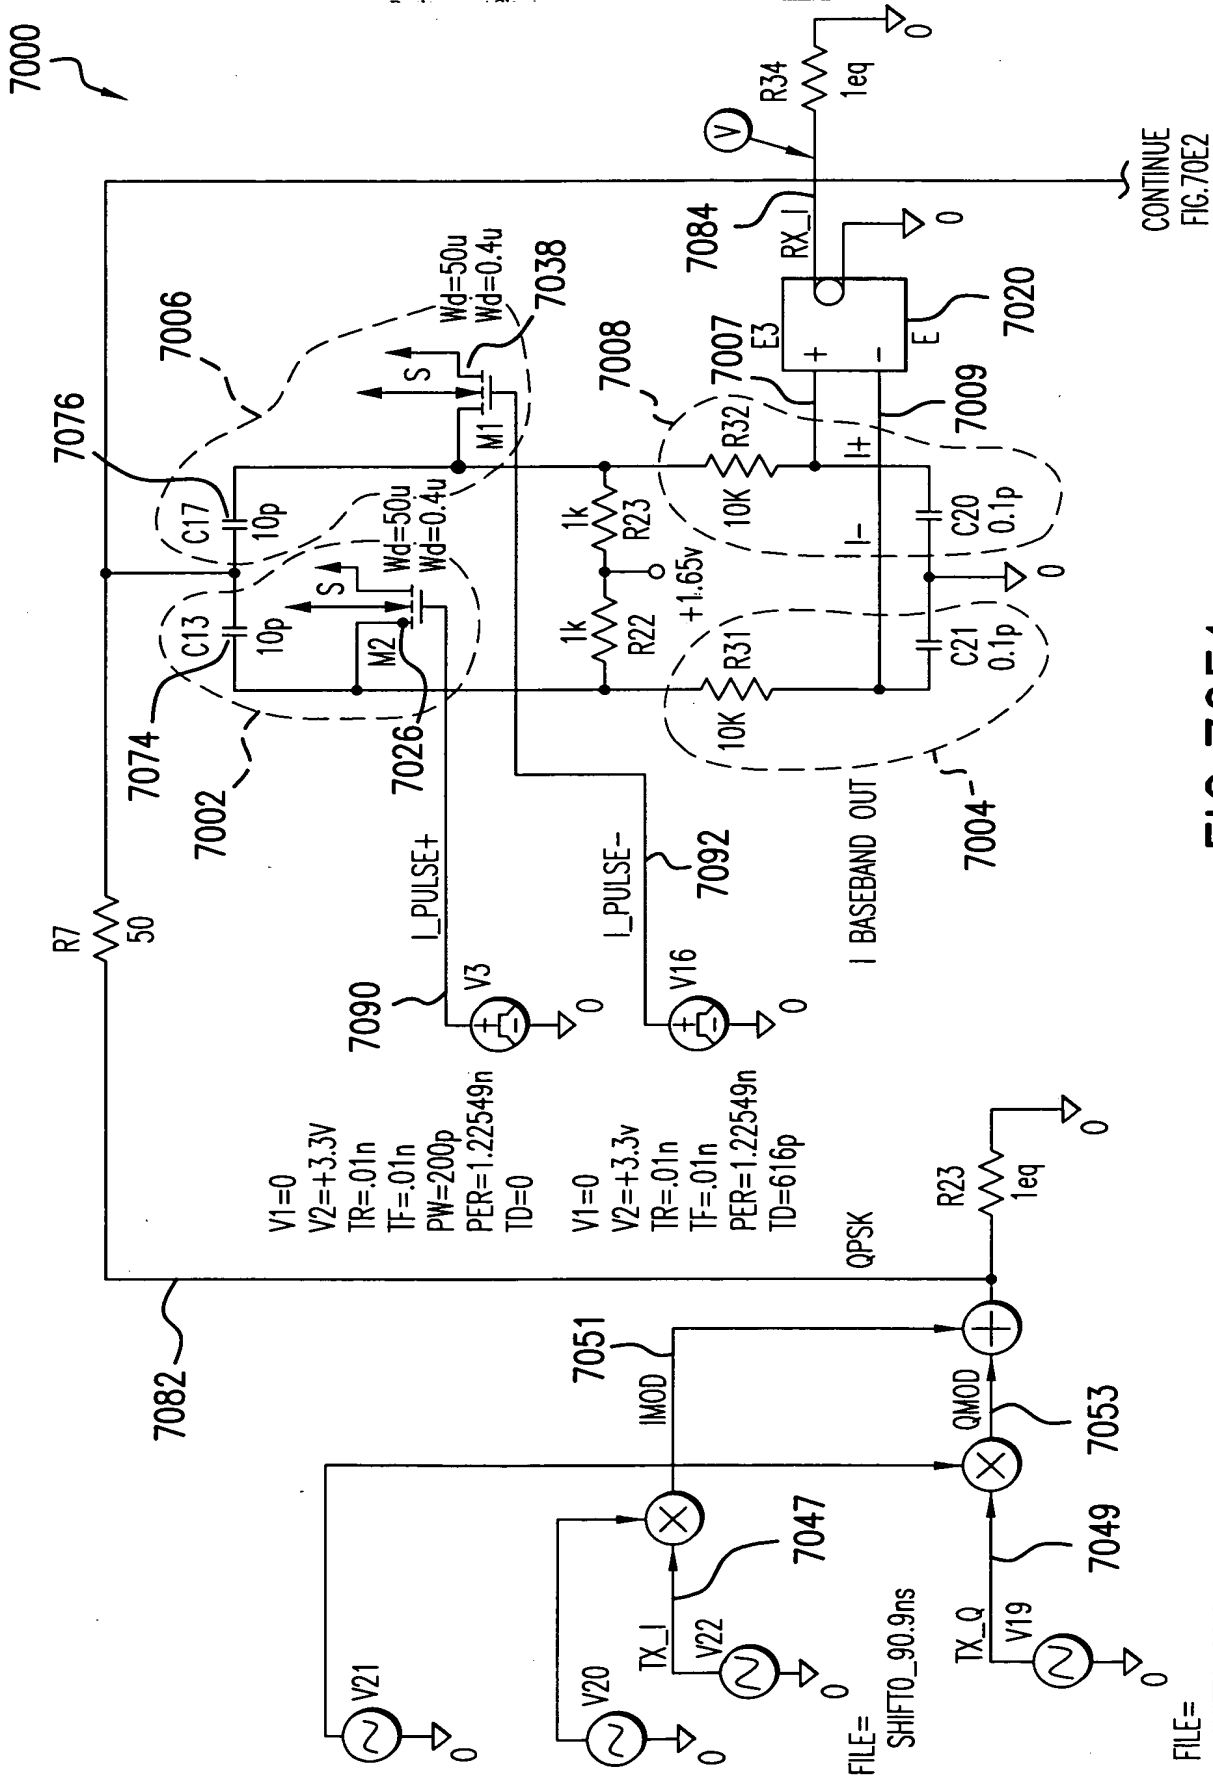 7000
R7
50
7082
7076
7006
C17
10p
C13
10p
7074
7002
Wd=50u
Wd=0.4u
S
M1
7038
Wd=50u
Wd=0.4u
S
M2
7026
1k
R23
1k
R22
+1.65v
7008
R32
10K
R31
10K
I+
I-
C20
0.1p
C21
0.1p
0
7004
7007
7009
E3
+
-
E
7020
RX_I
7084
0
V
R34
1eq
0
CONTINUE
FIG.70E2
I_PULSE+
7090
V3
0
V1=0
V2=+3.3V
TR=.01n
TF=.01n
PW=200p
PER=1.22549n
TD=0
I_PULSE-
7092
V16
0
V1=0
V2=+3.3v
TR=.01n
TF=.01n
PER=1.22549n
TD=616p
I BASEBAND OUT
QPSK
R23
1eq
0
7051
IMOD
QMOD
7053
V21
0
V20
0
TX_I
V22
0
7047
FILE=
SHIFTO_90.9ns
TX_Q
V19
0
7049
FILE=